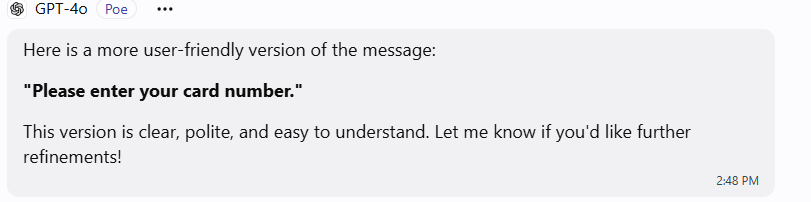 GPT-4o Poe •••
Here is a more user-friendly version of the message:
"Please enter your card number."
This version is clear, polite, and easy to understand. Let me know if you'd like further
refinements!
2:48 PM